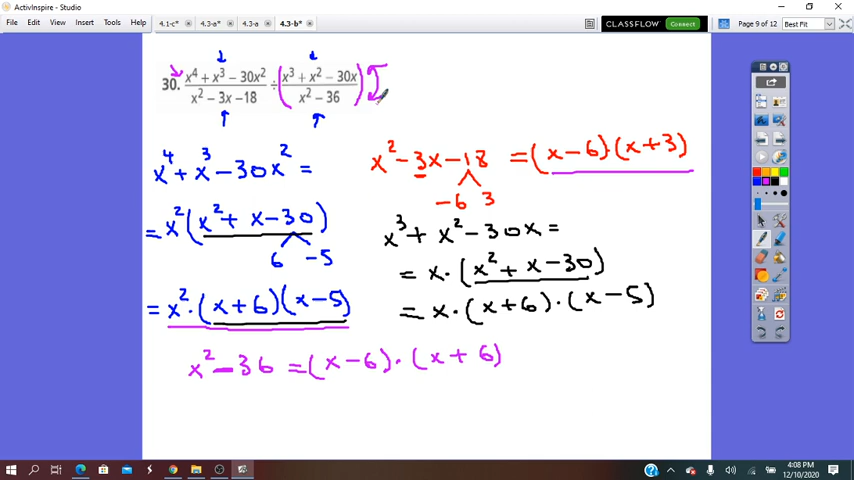 ActivInspire - Studio
File Edit View Insert Tools Help
4.1-c* 4.3-a* 4.3-a 4.3-b*
CLASSFLOW Connect Page 9 of 12 Best Fit
30. x⁴ + x³ − 30x² / x² − 3x − 18 ÷ (x³ + x² − 30x / x² − 36)
x⁴ + x³ − 30x² =
= x² (x² + x − 30)
6 −5
= x² · (x + 6)(x − 5)
x² − 3x − 18 = (x − 6) · (x + 3)
−6 3
x³ + x² − 30x =
= x · (x² + x − 30)
= x · (x + 6) · (x − 5)
x² − 36 = (x − 6) · (x + 6)
4:08 PM
12/10/2020